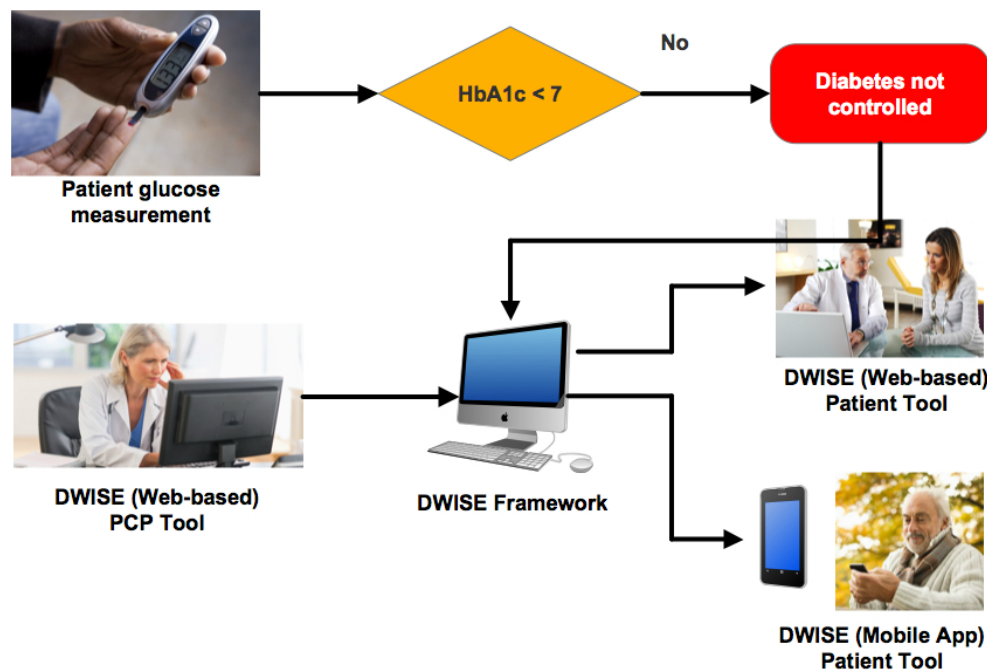 No
HbA1c < 7
Diabetes not
controlled
Patient glucose
measurement
DWISE (Web-based)
Patient Tool
DWISE (Web-based)
PCP Tool
DWISE Framework
DWISE (Mobile App)
Patient Tool